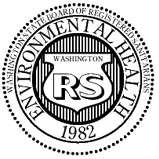 WASHINGTON STATE BOARD OF REGISTERED SANITARIANS
ENVIRONMENTAL HEALTH
WASHINGTON
RS
1982